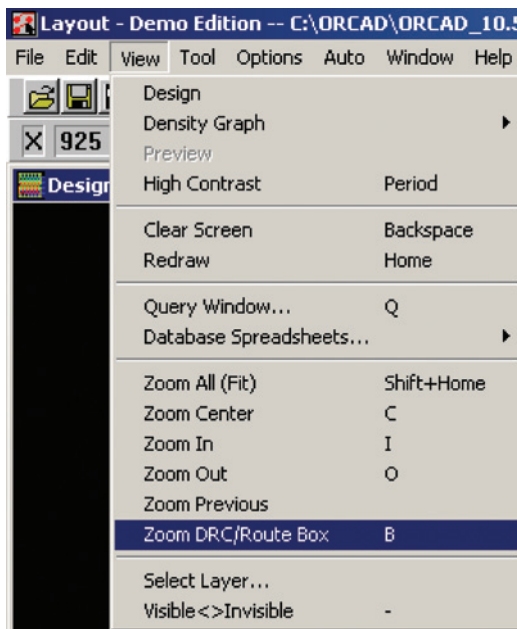 Layout - Demo Edition -- C:\ORCAD\ORCAD_10.5
File Edit View Tool Options Auto Window Help
X 925
Design
Design
Density Graph
Preview
High Contrast Period
Clear Screen Backspace
Redraw Home
Query Window... Q
Database Spreadsheets...
Zoom All (Fit) Shift+Home
Zoom Center C
Zoom In I
Zoom Out O
Zoom Previous
Zoom DRC/Route Box B
Select Layer...
Visible<>Invisible -